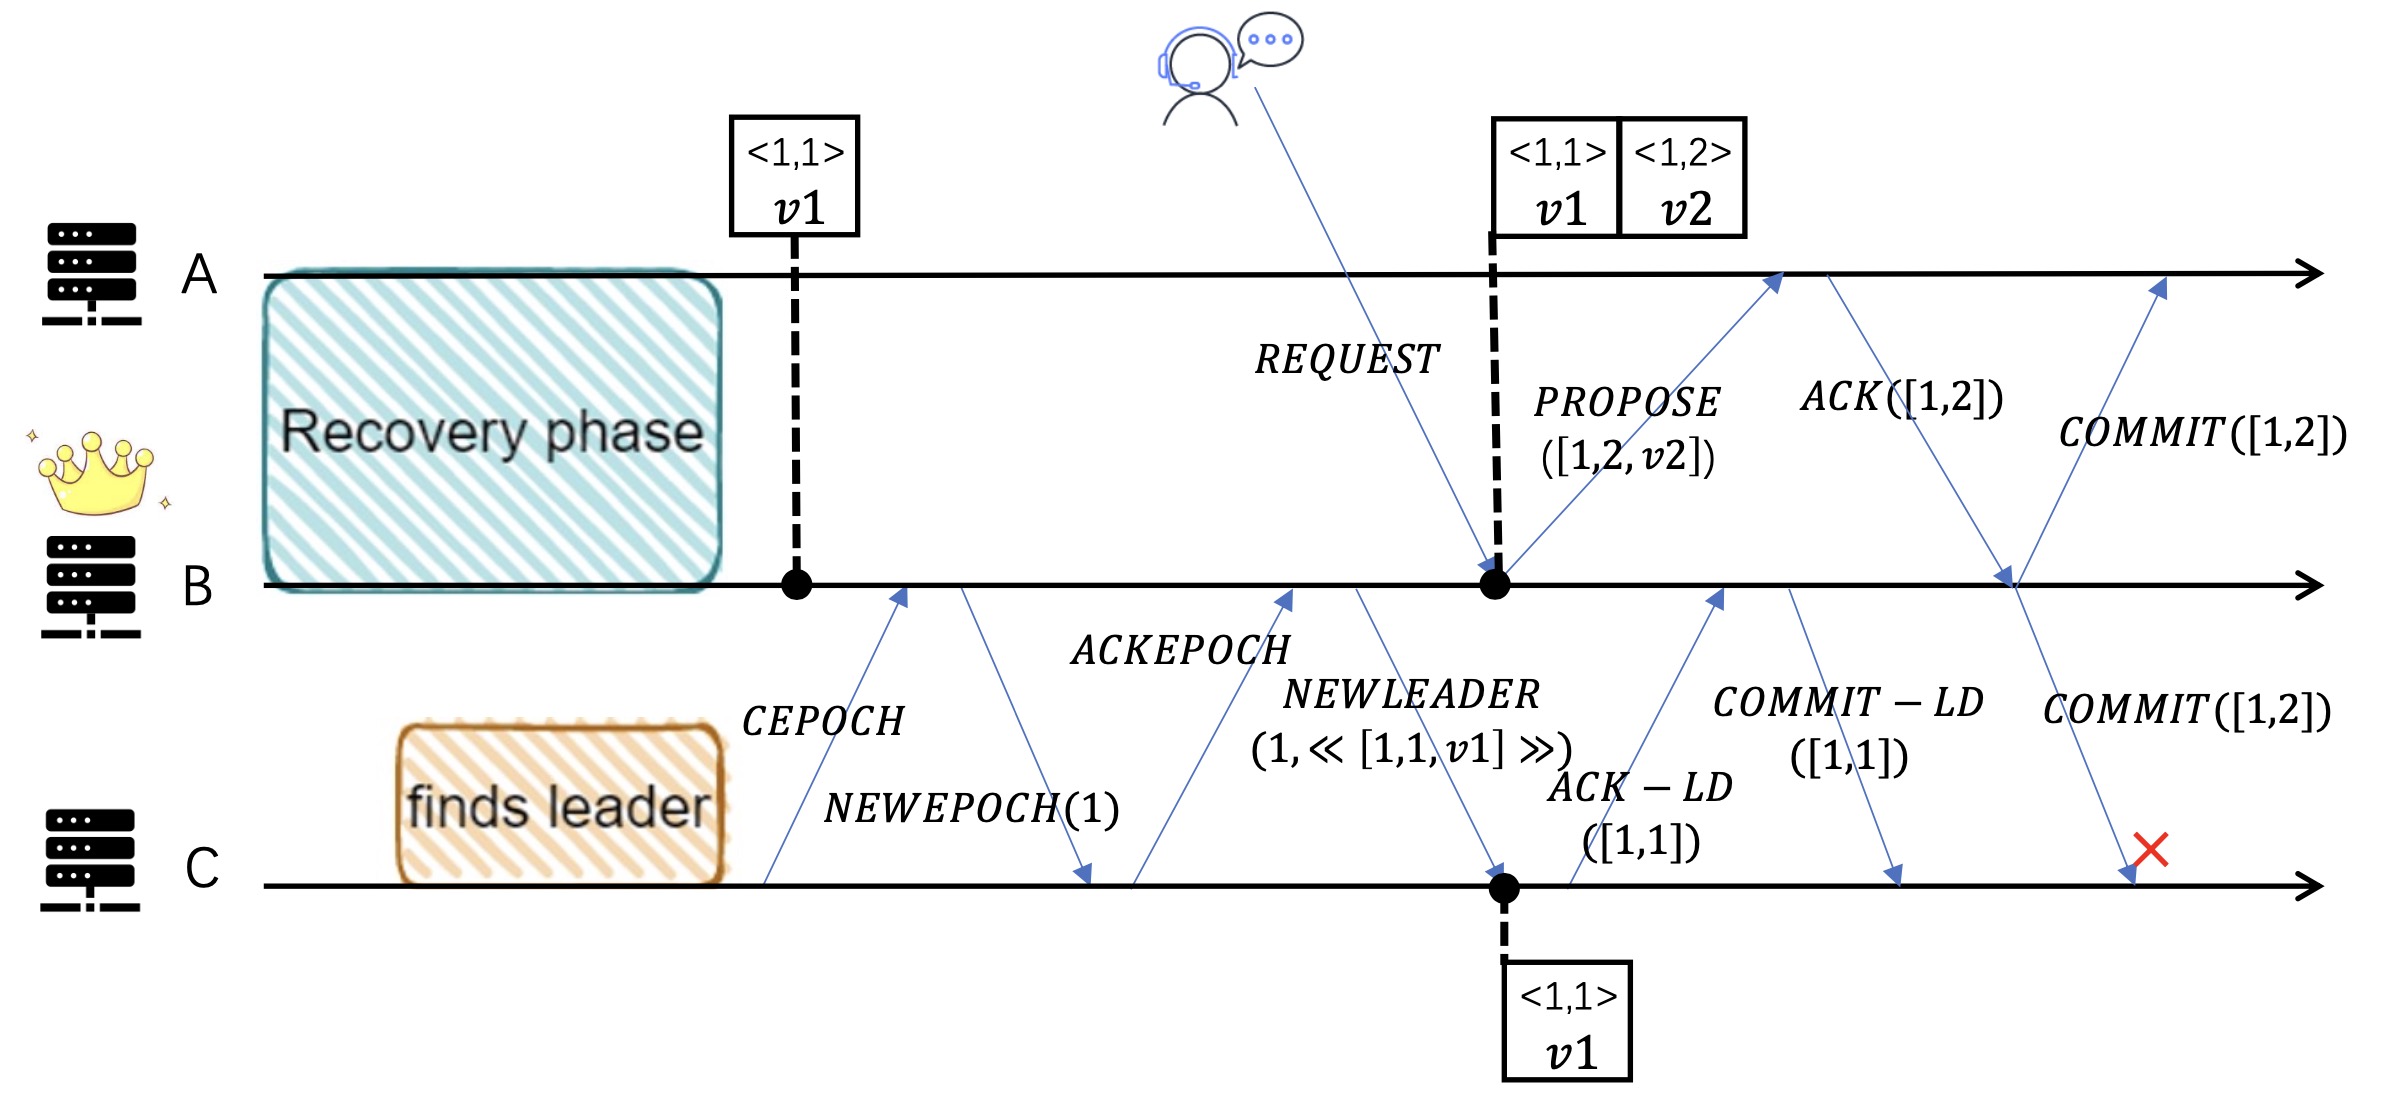 <1,1>
v1
<1,1>
v1
<1,2>
v2
A
REQUEST
PROPOSE
([1,2, v2])
ACK([1,2])
COMMIT([1,2])
Recovery phase
B
ACKEPOCH
NEWLEADER
(1, ≪ [1,1, v1] ≫)
CEPOCH
NEWEPOCH(1)
ACK − LD
([1,1])
COMMIT − LD
([1,1])
COMMIT([1,2])
finds leader
C
<1,1>
v1